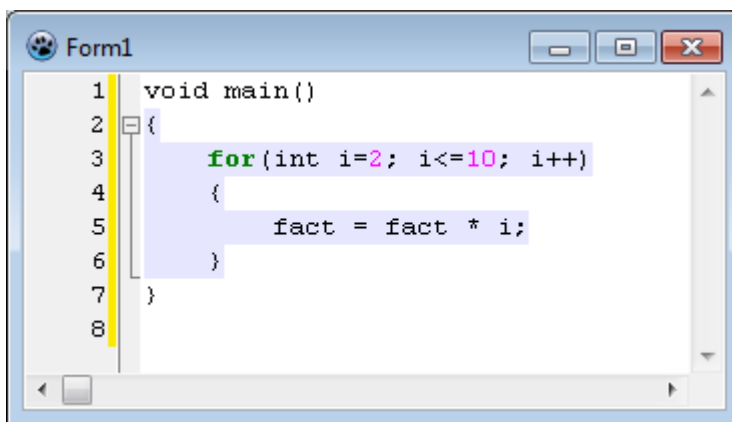 Form1
1 void main()
2 {
3 for(int i=2; i<=10; i++)
4 {
5 fact = fact * i;
6 }
7 }
8